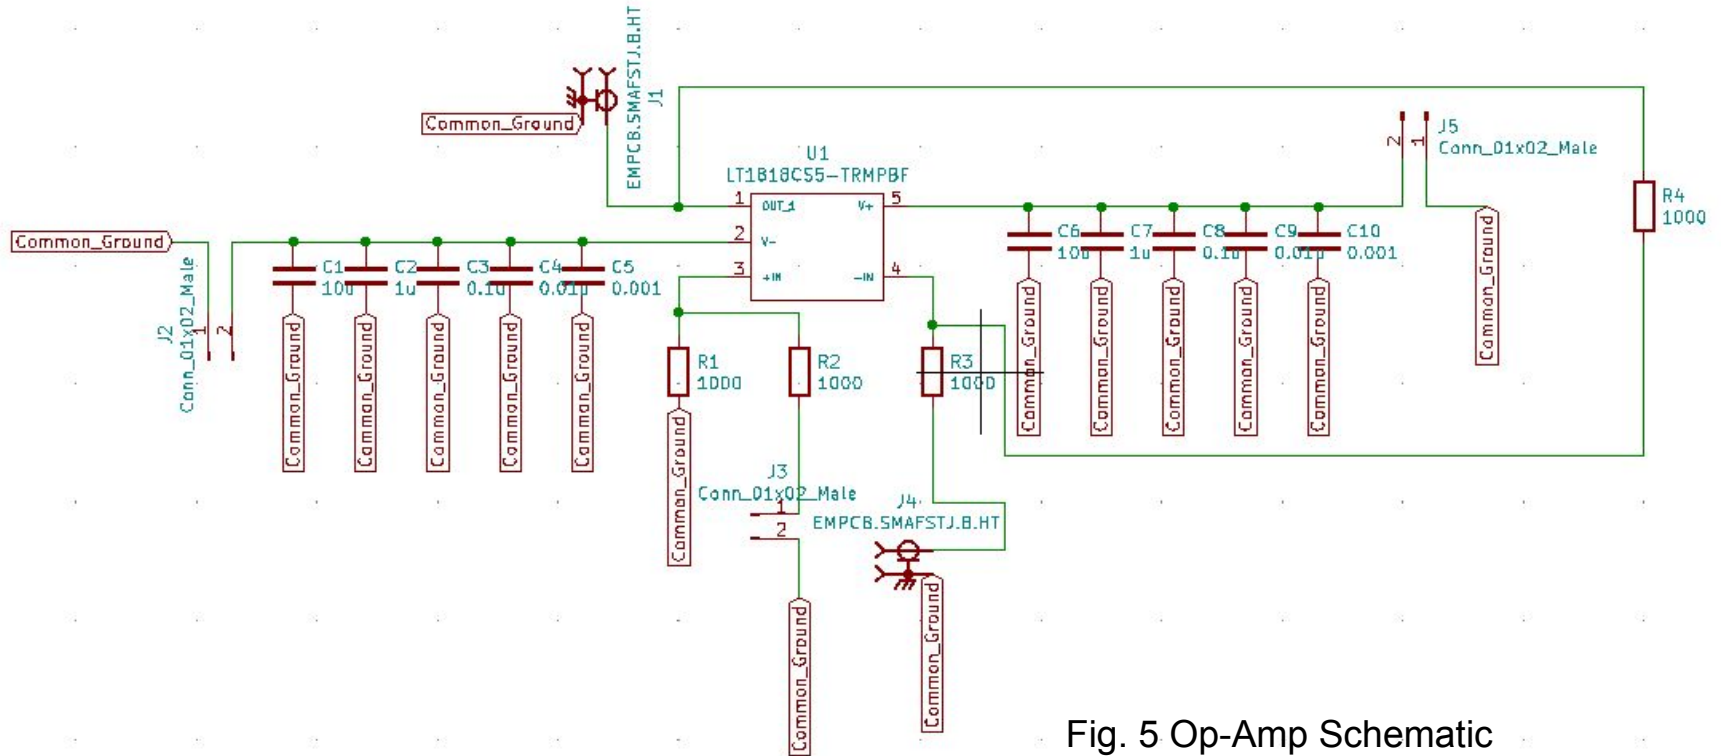 EMPCB.SMAFSTJ.B.HT
J1
Common_Ground
J5
Conn_01x02_Male
2
1
U1
LT1818CS5-TRMPBF
1
OUT_1
V+
5
R4
1000
Common_Ground
2
V-
C6
10u
C7
1u
C8
0.1u
C9
0.01u
C10
0.001
Common_Ground
J2
Conn_01x02_Male
1
2
C1
10u
C2
1u
C3
0.1u
C4
0.01u
C5
0.001
3
+IN
-IN
4
Common_Ground
Common_Ground
Common_Ground
Common_Ground
Common_Ground
R1
1000
R2
1000
R3
1000
Common_Ground
Common_Ground
Common_Ground
Common_Ground
Common_Ground
Common_Ground
J3
Conn_01x02_Male
1
2
J4
EMPCB.SMAFSTJ.B.HT
Common_Ground
Common_Ground
Fig. 5 Op-Amp Schematic